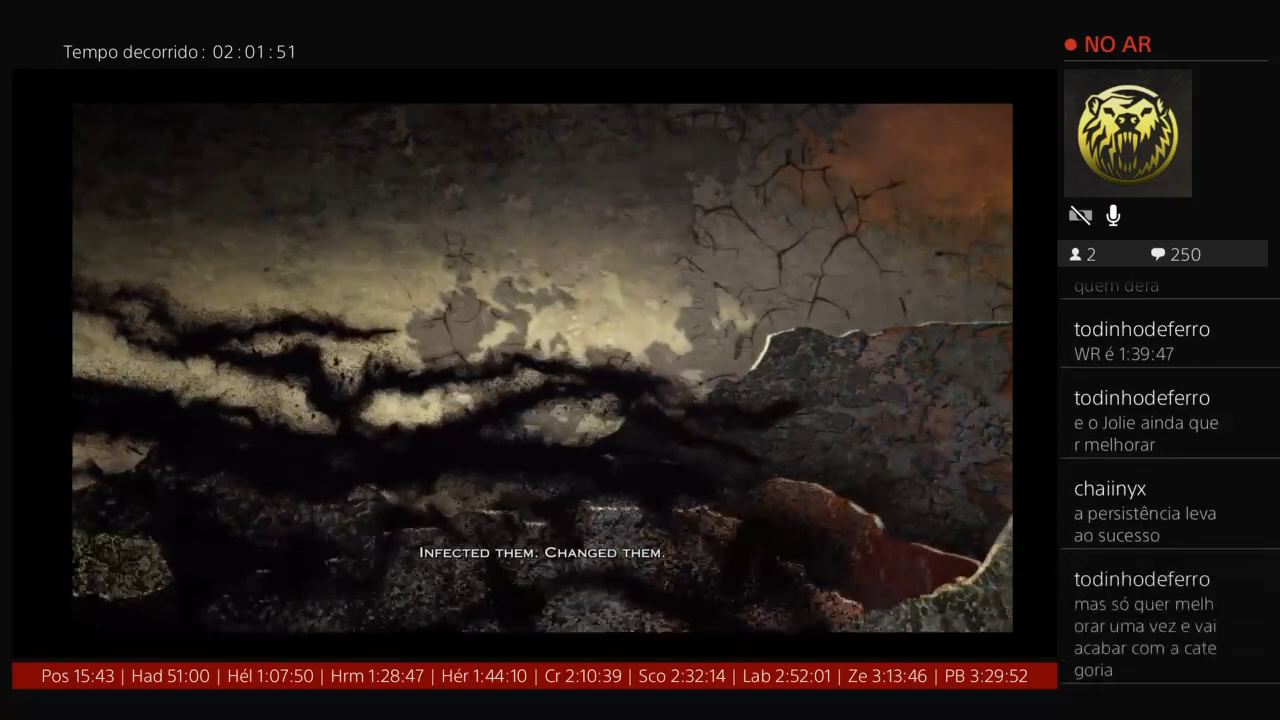 Tempo decorrido: 02:01:51
NO AR
2
250
quem dera
todinhodeferro
WR é 1:39:47
todinhodeferro
e o Jolie ainda que
r melhorar
chaiinyx
a persistência leva
ao sucesso
todinhodeferro
mas só quer melh
orar uma vez e vai
acabar com a cate
goria
INFECTED THEM. CHANGED THEM.
Pos 15:43 | Had 51:00 | Hél 1:07:50 | Hrm 1:28:47 | Hér 1:44:10 | Cr 2:10:39 | Sco 2:32:14 | Lab 2:52:01 | Ze 3:13:46 | PB 3:29:52